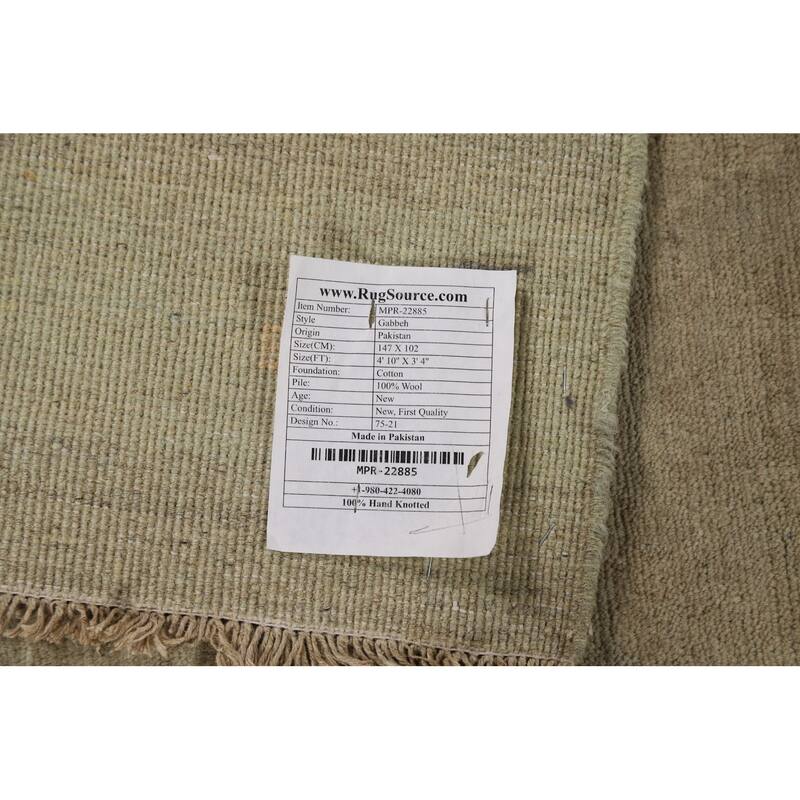 www.RugSource.com
Item Number: MPR-22885
Style Gabbeh
Origin Pakistan
Size(CM): 147 X 102
Size(FT): 4' 10" X 3' 4"
Foundation: Cotton
Pile: 100% Wool
Age: New
Condition: New, First Quality
Design No.: 75-21
Made in Pakistan
MPR-22885
+1-980-422-4080
100% Hand Knotted